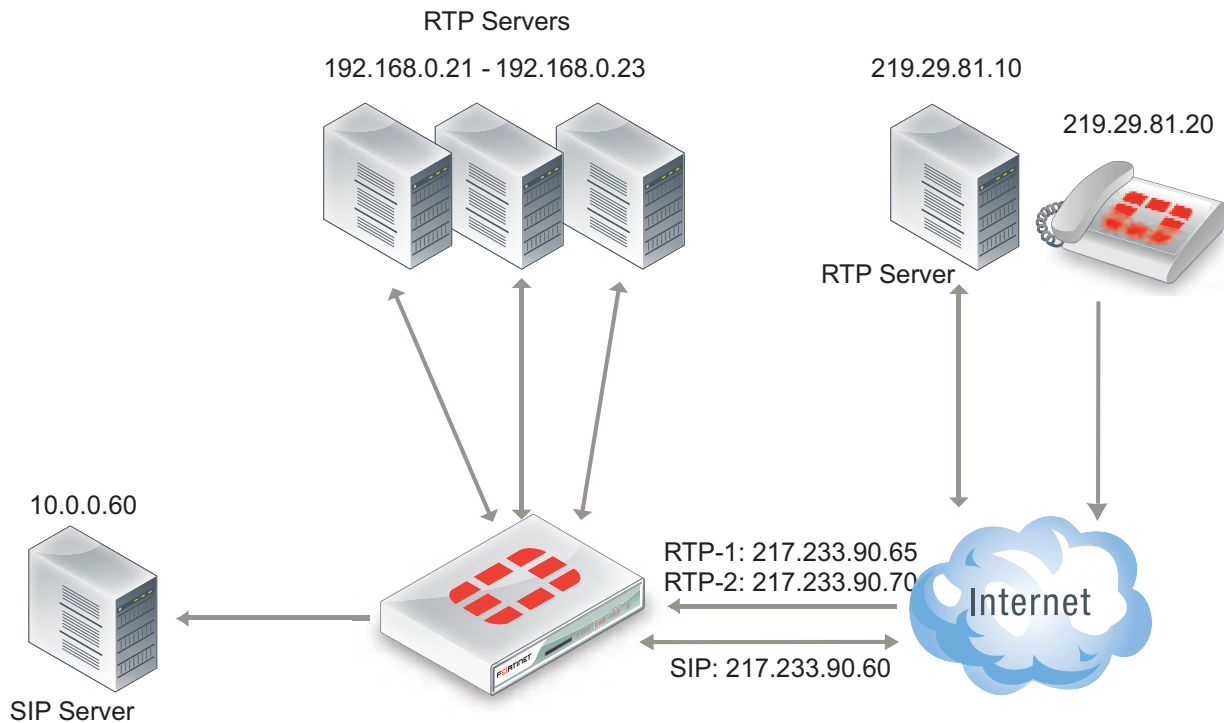 RTP Servers
192.168.0.21 - 192.168.0.23
219.29.81.10
219.29.81.20
RTP Server
10.0.0.60
RTP-1: 217.233.90.65
RTP-2: 217.233.90.70
Internet
FORTINET
SIP: 217.233.90.60
SIP Server